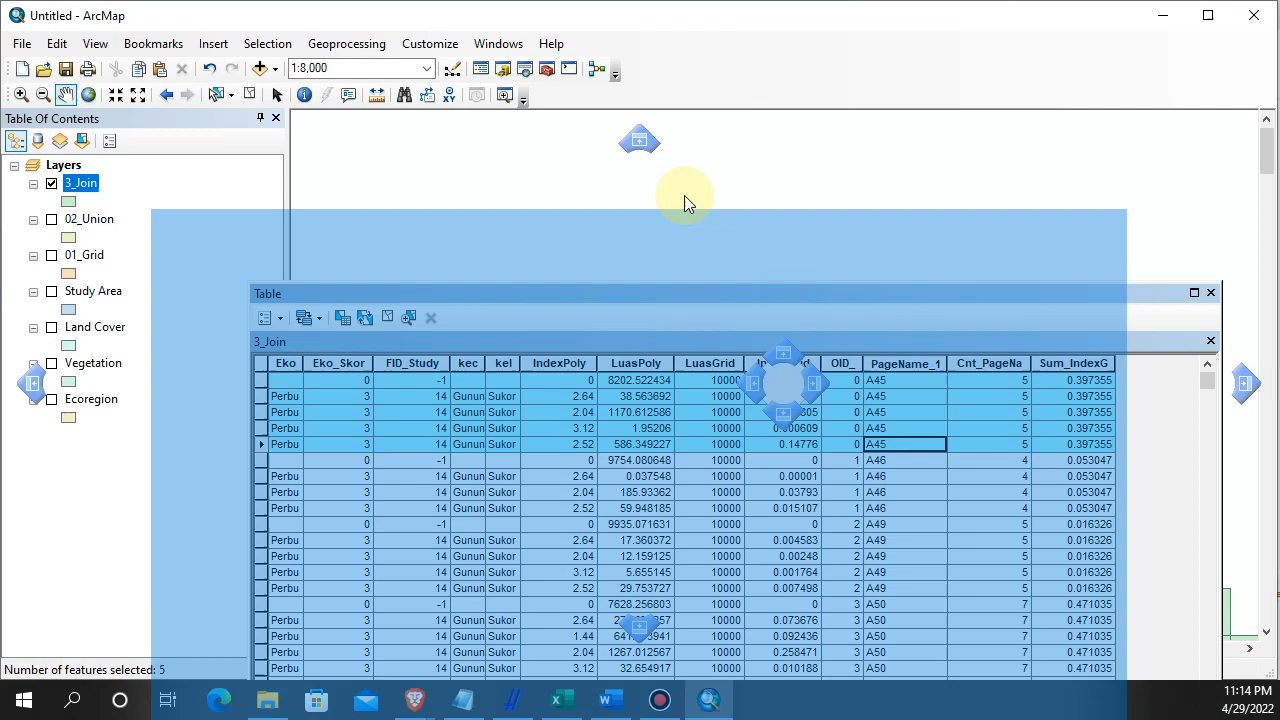 Untitled - ArcMap
File Edit View Bookmarks Insert Selection Geoprocessing Customize Windows Help
1:8,000
Table Of Contents
Layers
3_Join
02_Union
01_Grid
Study Area
Land Cover
Vegetation
Ecoregion
Table
3_Join
Eko Eko_Skor FID_Study kec kel IndexPoly LuasPoly LuasGrid OID_ PageName_1 Cnt_PageNa Sum_IndexG
0 -1 0 8202.522434 10000 0 A45 5 0.397355
Perbu 3 14 Gunun Sukor 2.64 38.563692 10000 0 A45 5 0.397355
Perbu 3 14 Gunun Sukor 2.04 1170.612586 10000 0 A45 5 0.397355
Perbu 3 14 Gunun Sukor 3.12 1.95206 10000 0.000609 0 A45 5 0.397355
Perbu 3 14 Gunun Sukor 2.52 586.349227 10000 0.14776 0 A45 5 0.397355
0 -1 0 9754.080648 10000 0 1 A46 4 0.053047
Perbu 3 14 Gunun Sukor 2.64 0.037548 10000 0.00001 1 A46 4 0.053047
Perbu 3 14 Gunun Sukor 2.04 185.93362 10000 0.03793 1 A46 4 0.053047
Perbu 3 14 Gunun Sukor 2.52 59.948185 10000 0.015107 1 A46 4 0.053047
0 -1 0 9935.071631 10000 0 2 A49 5 0.016326
Perbu 3 14 Gunun Sukor 2.64 17.360372 10000 0.004583 2 A49 5 0.016326
Perbu 3 14 Gunun Sukor 2.04 12.159125 10000 0.00248 2 A49 5 0.016326
Perbu 3 14 Gunun Sukor 3.12 5.655145 10000 0.001764 2 A49 5 0.016326
Perbu 3 14 Gunun Sukor 2.52 29.753727 10000 0.007498 2 A49 5 0.016326
0 -1 0 7628.256803 10000 0 3 A50 7 0.471035
Perbu 3 14 Gunun Sukor 2.64 10000 0.073676 3 A50 7 0.471035
Perbu 3 14 Gunun Sukor 1.44 10000 0.092436 3 A50 7 0.471035
Perbu 3 14 Gunun Sukor 2.04 1267.012567 10000 0.258471 3 A50 7 0.471035
Perbu 3 14 Gunun Sukor 3.12 32.654917 10000 0.010188 3 A50 7 0.471035
Number of features selected: 5
11:14 PM
4/29/2022